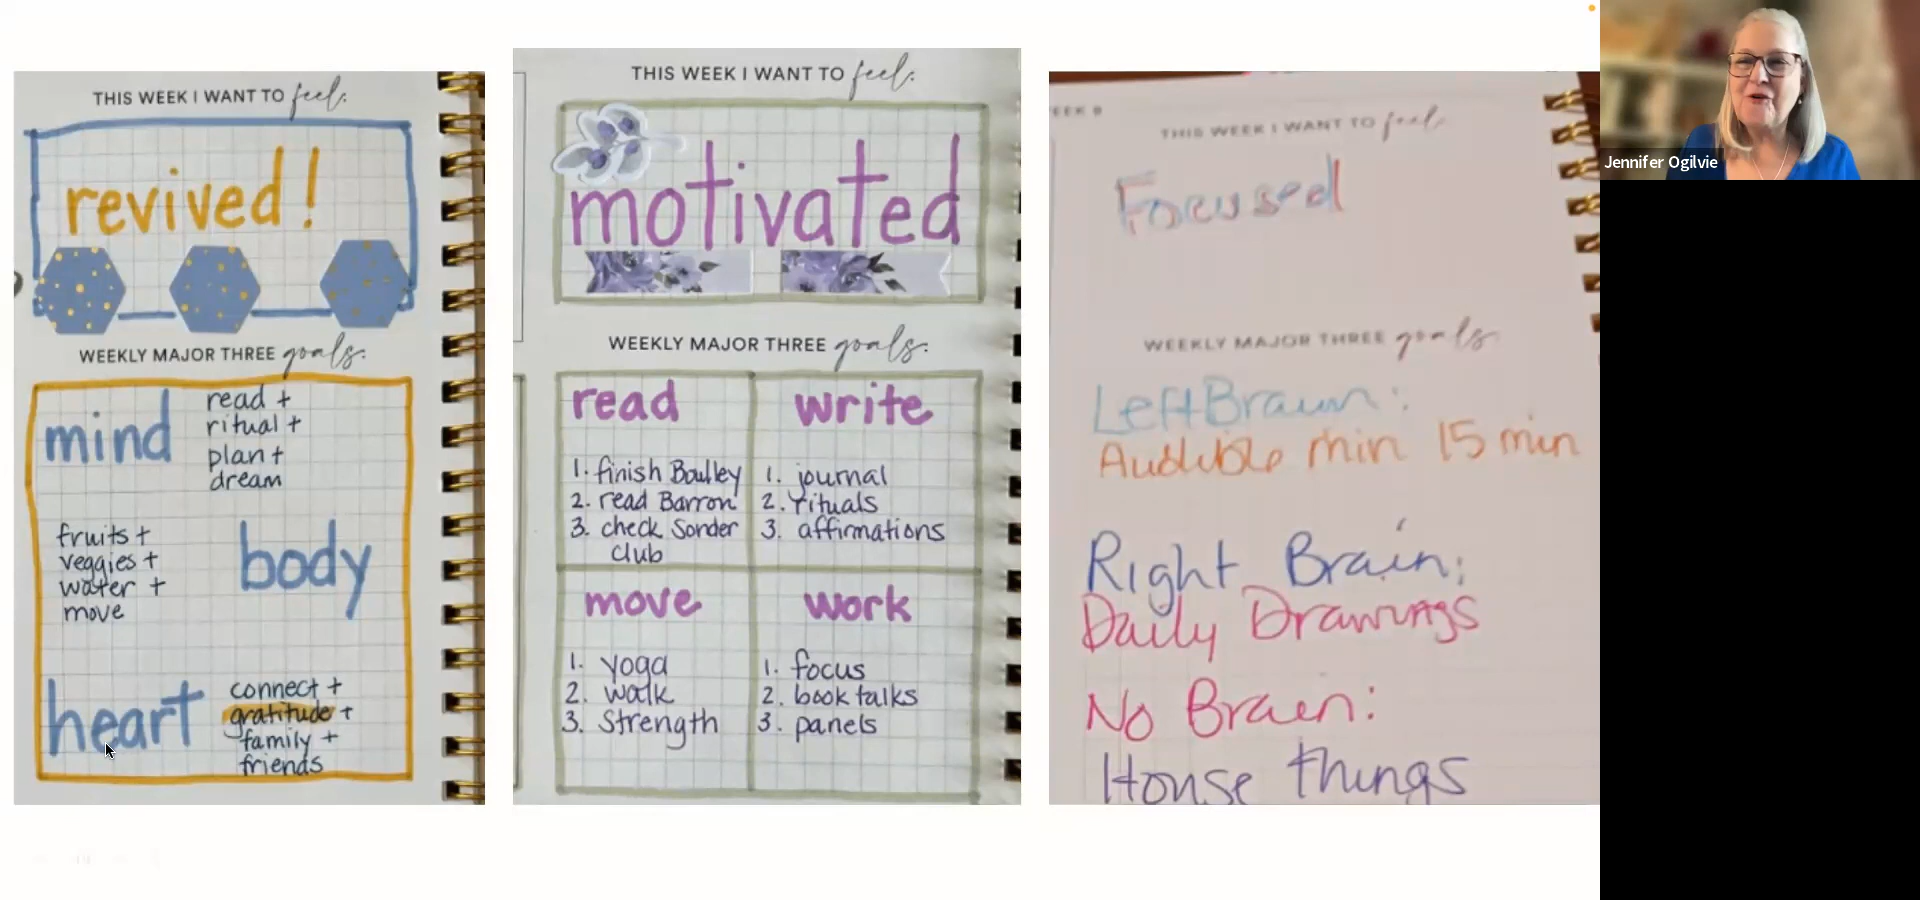 THIS WEEK I WANT TO feel:
revived!
WEEKLY MAJOR THREE goals:
mind
read +
ritual +
plan +
dream
fruits +
veggies +
water +
move
body
heart
connect +
gratitude +
family +
friends
THIS WEEK I WANT TO feel:
motivated
WEEKLY MAJOR THREE goals:
read
1. finish Boulley
2. read Barron
3. check Sonder
club
write
1. journal
2. rituals
3. affirmations
move
1. yoga
2. walk
3. Strength
work
1. focus
2. book talks
3. panels
WEEK 9
THIS WEEK I WANT TO feel:
Focused
WEEKLY MAJOR THREE goals:
Left Brain:
Audible min 15 min
Right Brain:
Daily Drawings
No Brain:
House things
Jennifer Ogilvie